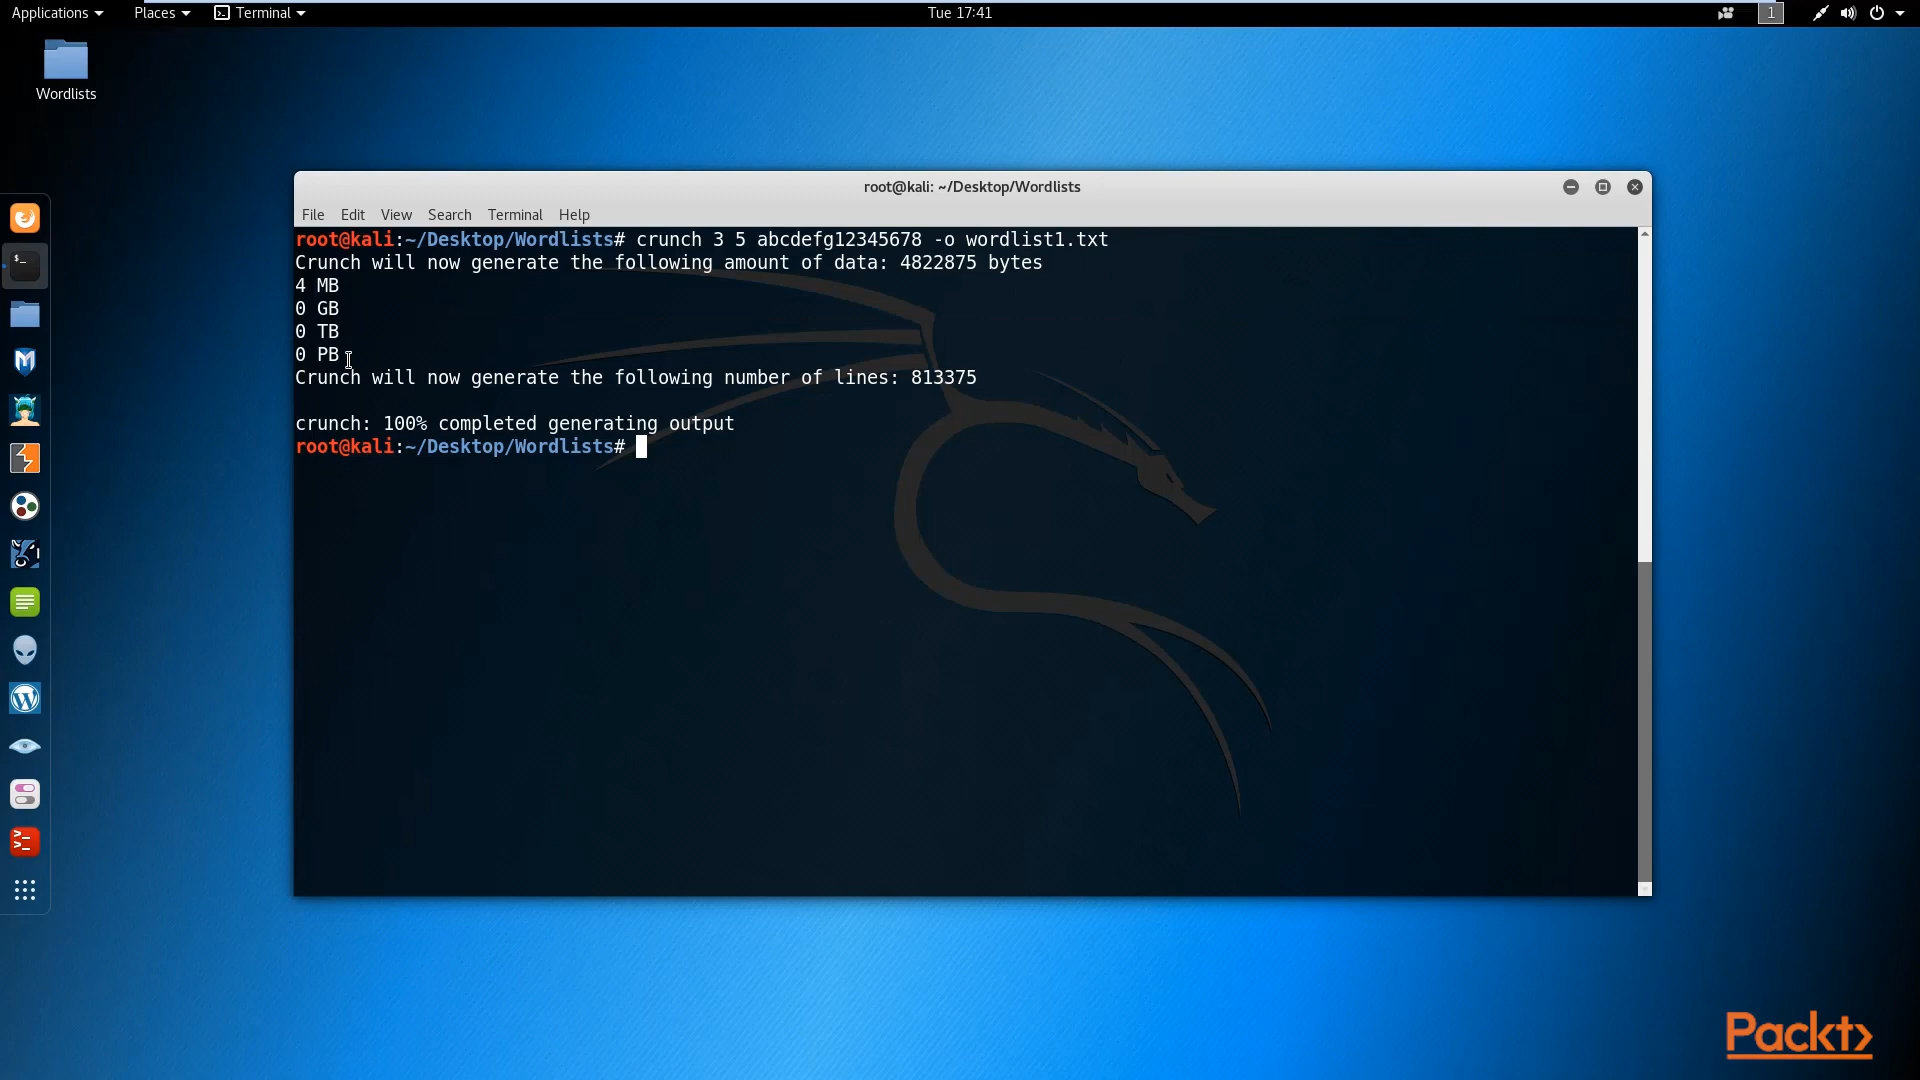 Applications Places Terminal Tue 17:41 1
Wordlists
root@kali: ~/Desktop/Wordlists
File Edit View Search Terminal Help
root@kali:~/Desktop/Wordlists# crunch 3 5 abcdefg12345678 -o wordlist1.txt
Crunch will now generate the following amount of data: 4822875 bytes
4 MB
0 GB
0 TB
0 PB
Crunch will now generate the following number of lines: 813375
crunch: 100% completed generating output
root@kali:~/Desktop/Wordlists#
Packt>